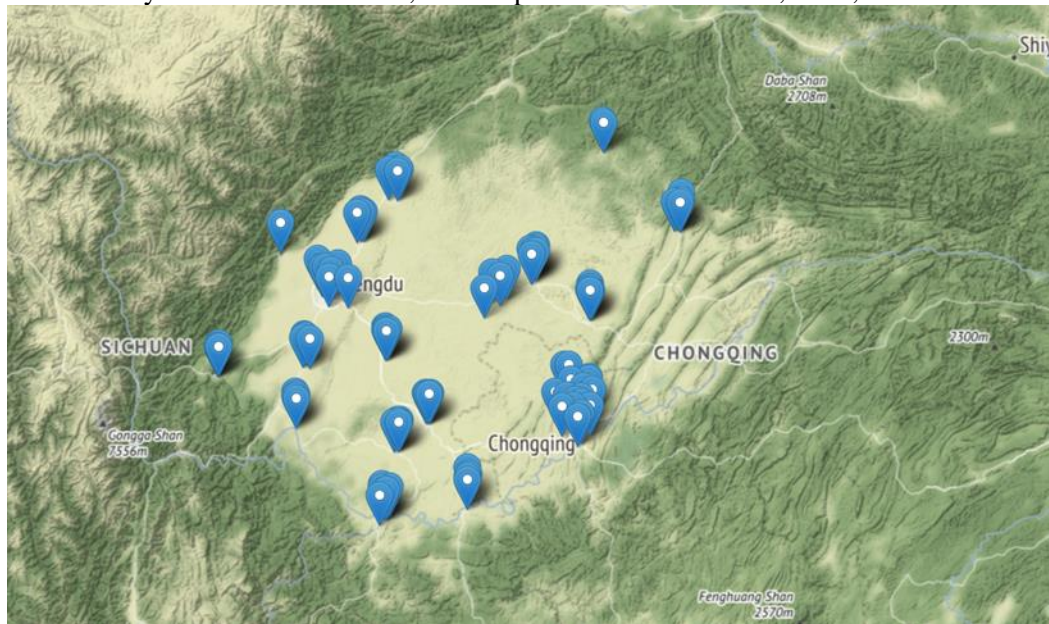 Shiy
Daba Shan
2708m
engdu
SICHUAN
CHONGQING
2300m
Gongga Shan
7556m
Chongqing
Fenghuang Shan
2570m